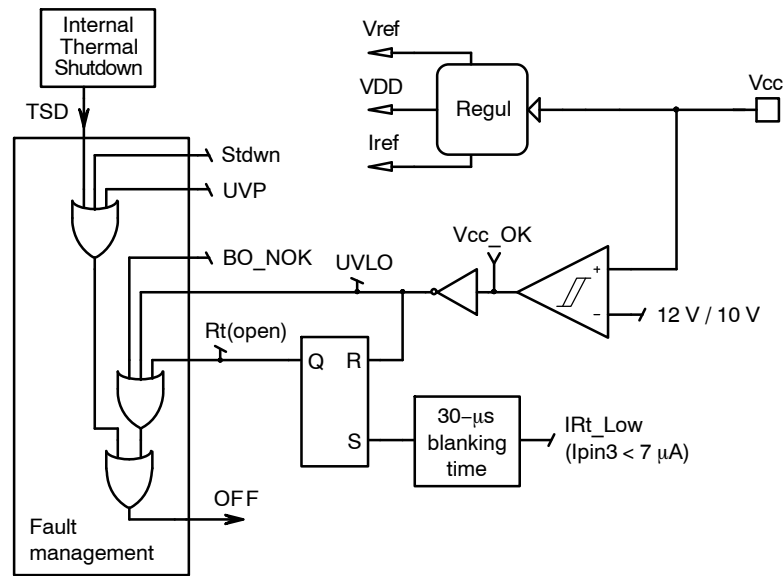 Internal
Thermal
Shutdown
TSD
Stdwn
UVP
BO_NOK
UVLO
Rt(open)
Vref
VDD
Iref
Regul
Vcc
Vcc_OK
+
−
12 V / 10 V
Q
R
S
30−μs
blanking
time
IRt_Low
(Ipin3 < 7 μA)
OFF
Fault
management